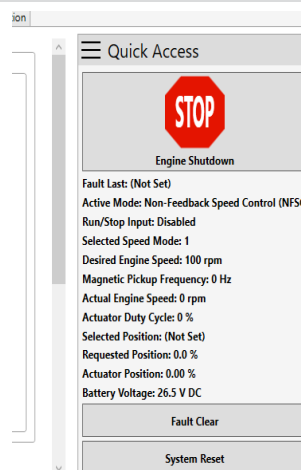 ion
Quick Access
STOP
Engine Shutdown
Fault Last: (Not Set)
Active Mode: Non-Feedback Speed Control (NFSC
Run/Stop Input: Disabled
Selected Speed Mode: 1
Desired Engine Speed: 100 rpm
Magnetic Pickup Frequency: 0 Hz
Actual Engine Speed: 0 rpm
Actuator Duty Cycle: 0 %
Selected Position: (Not Set)
Requested Position: 0.0 %
Actuator Position: 0.00 %
Battery Voltage: 26.5 V DC
Fault Clear
System Reset